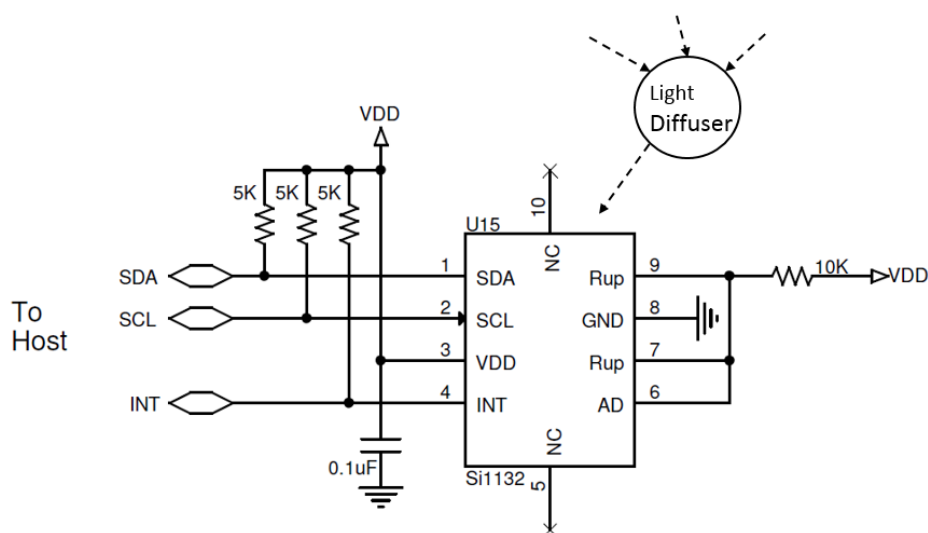 Light
Diffuser
VDD
5K 5K 5K
10
U15
NC
SDA 1 SDA Rup 9 10K VDD
To
Host
SCL 2 SCL GND 8
3 VDD Rup 7
INT 4 INT AD 6
NC
0.1uF
Si1132
5